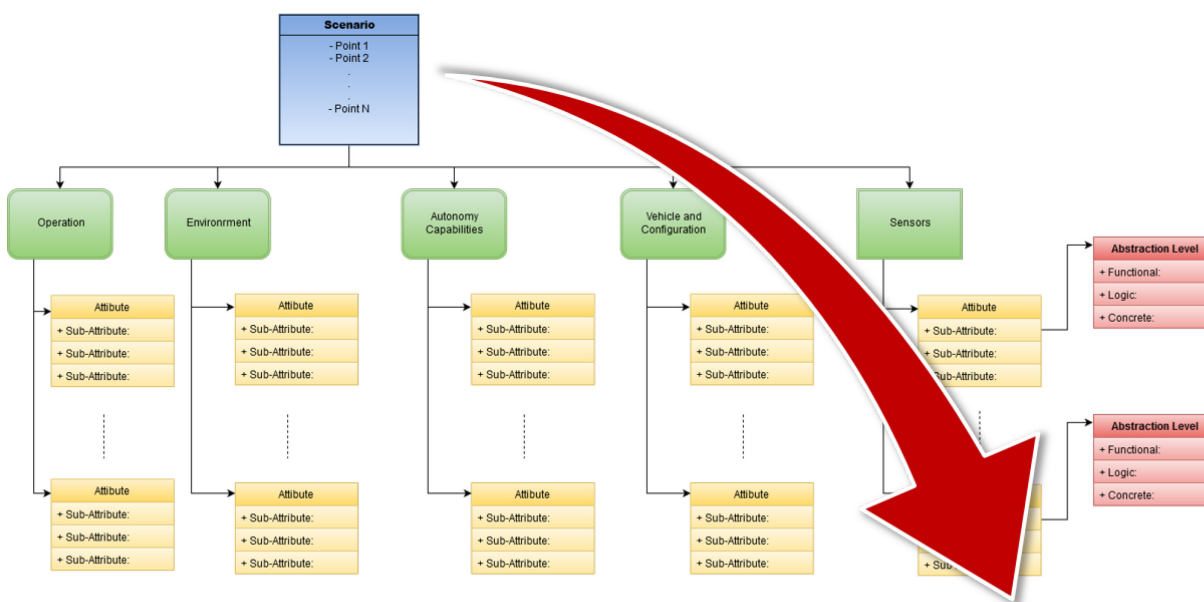 Scenario
- Point 1
- Point 2
.
.
.
- Point N
Operation
Environrment
Autonomy
Capabilities
Vehicle and
Configuration
Sensors
Attibute
+ Sub-Attribute:
+ Sub-Attribute:
+ Sub-Attribute:
Attibute
+ Sub-Attribute:
+ Sub-Attribute:
+ Sub-Attribute:
Attibute
+ Sub-Attribute:
+ Sub-Attribute:
+ Sub-Attribute:
Attibute
+ Sub-Attribute:
+ Sub-Attribute:
+ Sub-Attribute:
Attibute
+ Sub-Attribute:
+ Sub-Attribute:
Sub-Attribute:
Abstraction Level
+ Functional:
+ Logic:
+ Concrete:
Attibute
+ Sub-Attribute:
+ Sub-Attribute:
+ Sub-Attribute:
Attibute
+ Sub-Attribute:
+ Sub-Attribute:
+ Sub-Attribute:
Attibute
+ Sub-Attribute:
+ Sub-Attribute:
+ Sub-Attribute:
Attibute
+ Sub-Attribute:
+ Sub-Attribute:
+ Sub-Attribute:
Abstraction Level
+ Functional:
+ Logic:
+ Concrete: